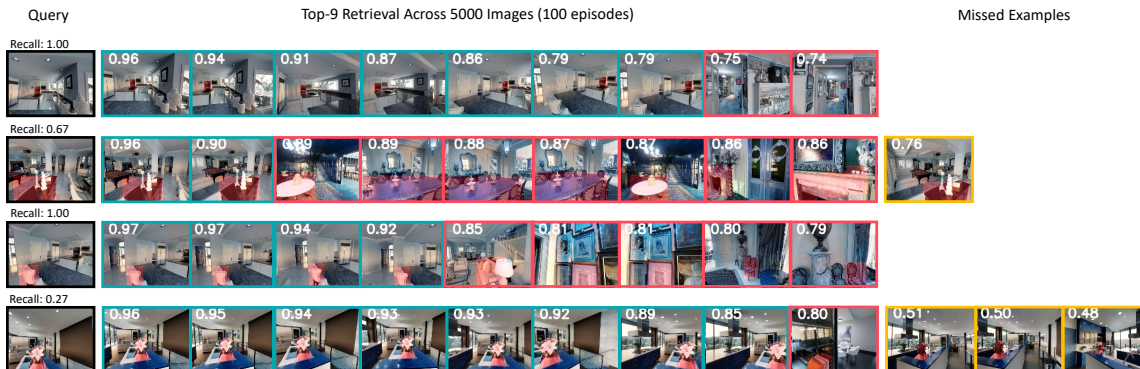 Query
Top-9 Retrieval Across 5000 Images (100 episodes)
Missed Examples
Recall: 1.00
0.96 0.94 0.91 0.87 0.86 0.79 0.79 0.75 0.74
Recall: 0.67
0.96 0.90 0.89 0.89 0.88 0.87 0.87 0.86 0.86 0.76
Recall: 1.00
0.97 0.97 0.94 0.92 0.85 0.81 0.81 0.80 0.79
Recall: 0.27
0.96 0.95 0.94 0.93 0.93 0.92 0.89 0.85 0.80 0.51 0.50 0.48